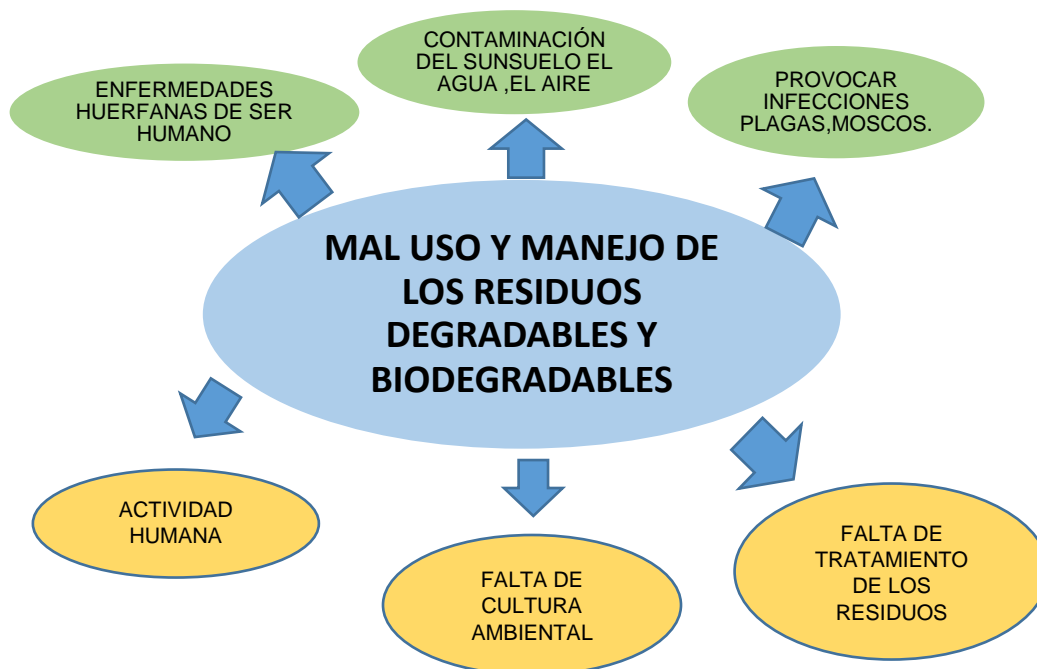 ENFERMEDADES
HUERFANAS DE SER
HUMANO
CONTAMINACIÓN
DEL SUNSUELO EL
AGUA ,EL AIRE
PROVOCAR
INFECCIONES
PLAGAS,MOSCOS.
MAL USO Y MANEJO DE
LOS RESIDUOS
DEGRADABLES Y
BIODEGRADABLES
ACTIVIDAD
HUMANA
FALTA DE
CULTURA
AMBIENTAL
FALTA DE
TRATAMIENTO
DE LOS
RESIDUOS